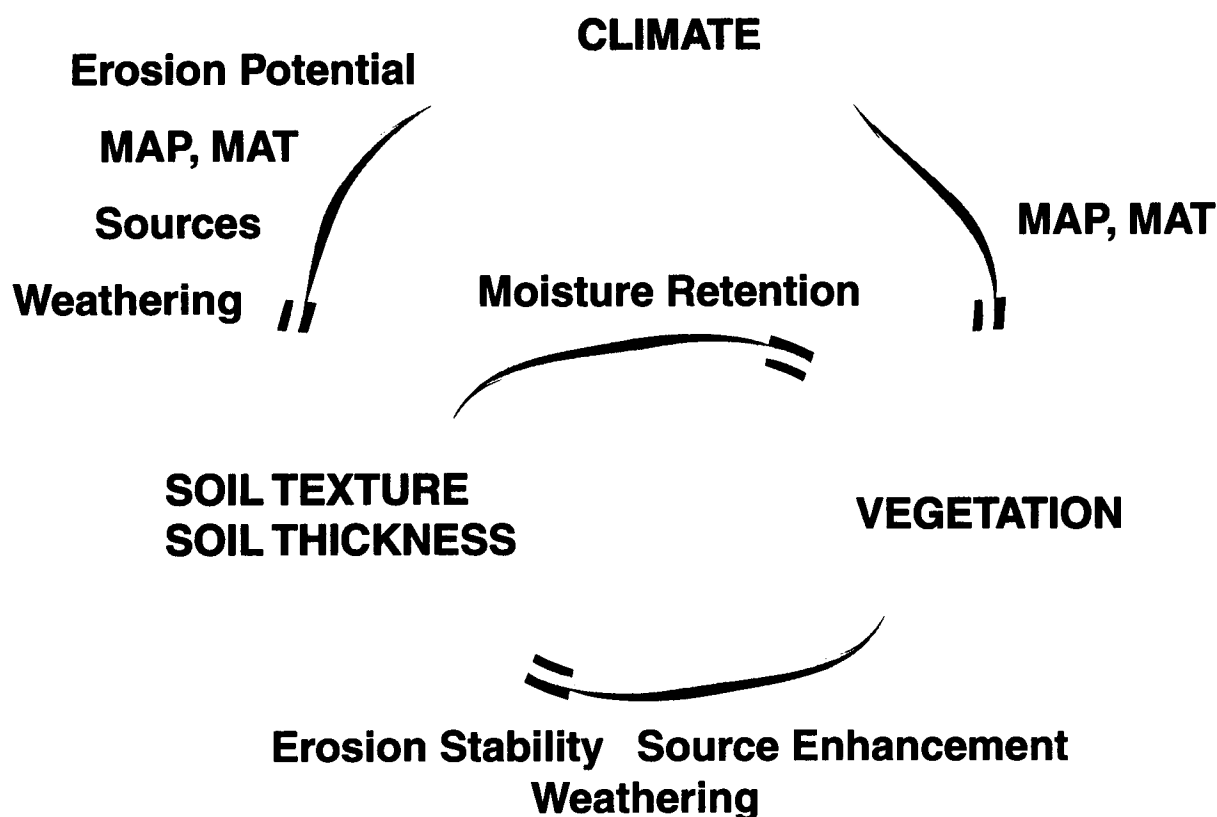 CLIMATE
Erosion Potential
MAP, MAT
Sources
Weathering
MAP, MAT
Moisture Retention
SOIL TEXTURE
SOIL THICKNESS
VEGETATION
Erosion Stability Source Enhancement
Weathering